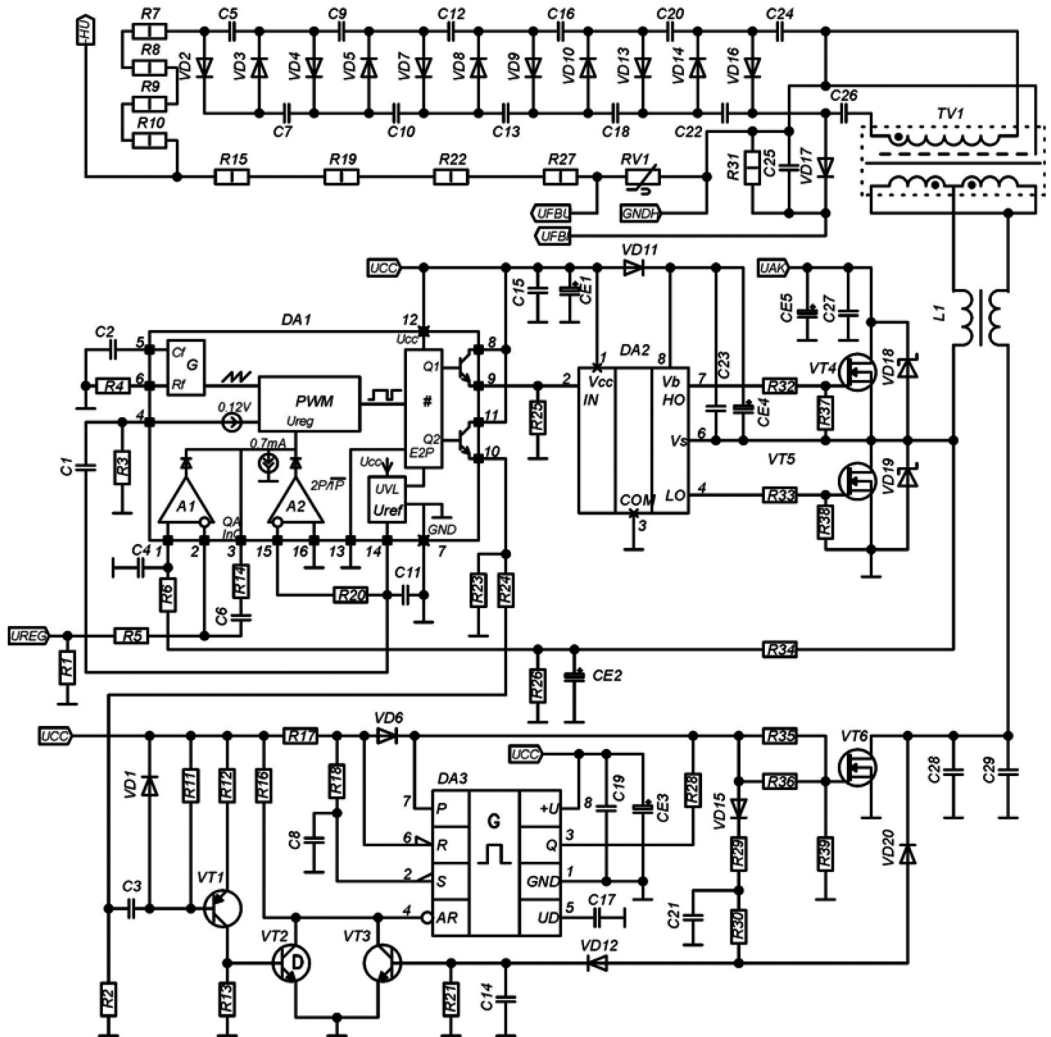 -HU
R7
C5
C9
C12
C16
C20
C24
R8
VD2
VD3
VD4
VD5
VD7
VD8
VD9
VD10
VD13
VD14
VD16
R9
R10
C7
C10
C13
C18
C22
C26
TV1
R15
R19
R22
R27
RV1
R31
C25
VD17
UFBU
GNDH
UFBI
UCC
VD11
UAK
C15
CE1
CE5
C27
L1
DA1
12
Ucc
C2
5
Cf
G
8
Q1
1
DA2
8
C23
VT4
VD18
R4
6
Rf
9
2
Vcc
IN
Vb
HO
7
R32
R37
CE4
PWM
Ureg
#
R25
4
0.12V
11
Q2
Vs
6
0.7mA
10
VT5
C1
R3
E2P
Ucc
A1
A2
2P/1P
UVL
Uref
LO
4
R33
VD19
R38
QA
InC
GND
COM
3
C4
1
2
3
15
16
13
14
7
R6
R14
R20
C11
R23
R24
C6
UREG
R5
R1
R34
R26
CE2
UCC
R17
VD6
R35
VT6
UCC
VD1
R11
R12
R16
R18
DA3
R36
C28
C29
7
P
G
+U
8
C19
CE3
R28
VD15
C8
6
R
Q
3
R29
R39
VD20
C3
VT1
2
S
GND
1
4
AR
UD
5
C17
C21
R30
VT2
VT3
VD12
D
R2
R13
R21
C14